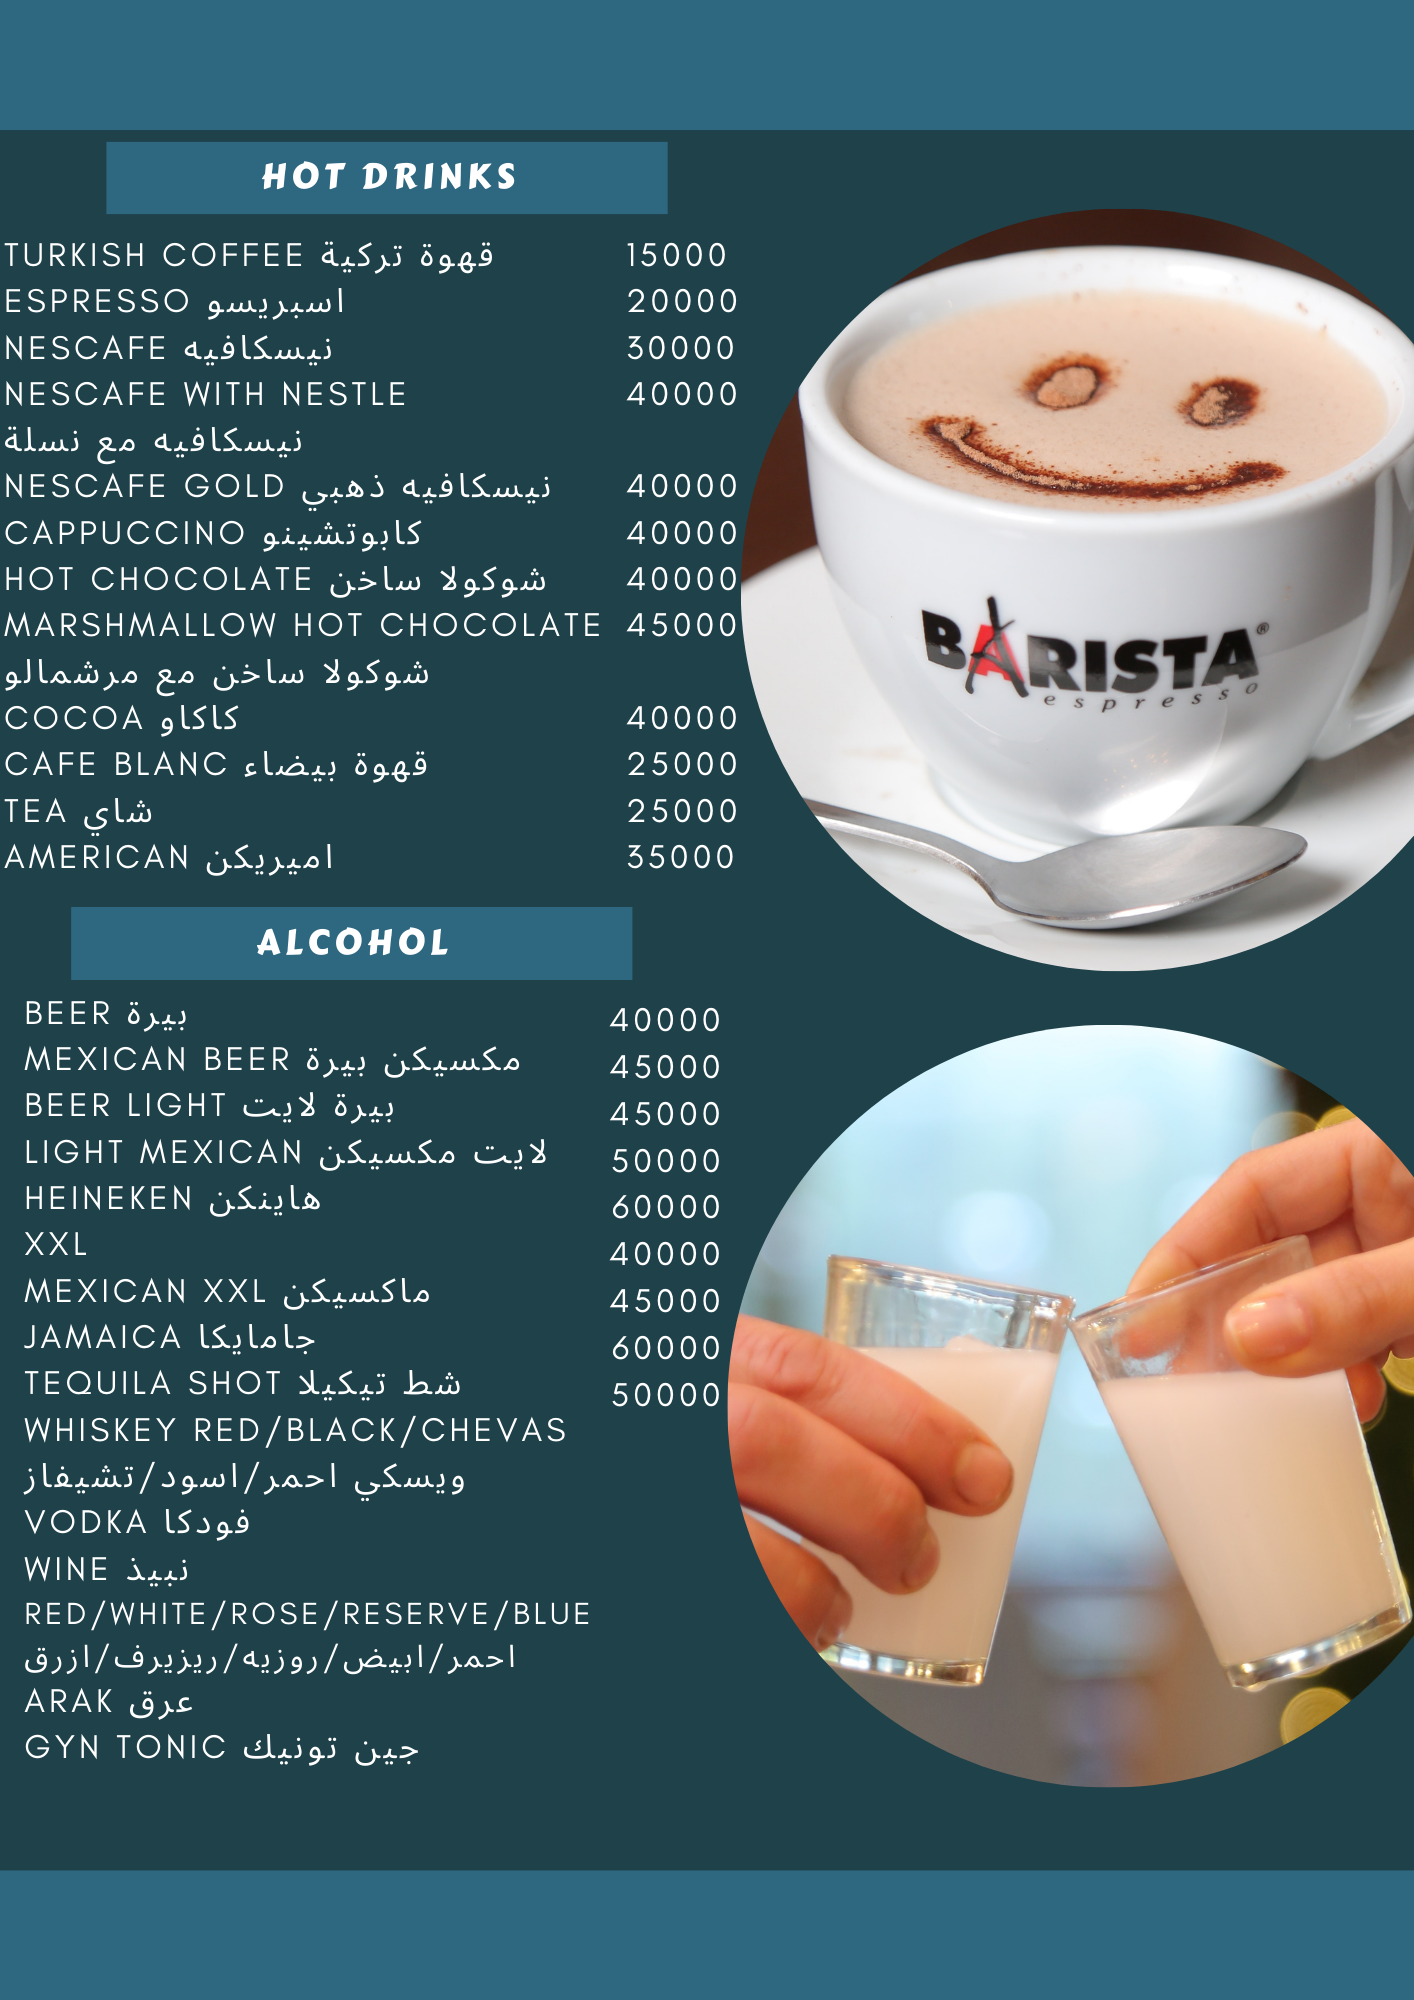 HOT DRINKS
TURKISH COFFEE قهوة تركية 15000
ESPRESSO اسبريسو 20000
NESCAFE نيسكافيه 30000
NESCAFE WITH NESTLE 40000
نيسكافيه مع نسلة
NESCAFE GOLD نيسكافيه ذهبي 40000
CAPPUCCINO كابوتشينو 40000
HOT CHOCOLATE شوكولا ساخن 40000
MARSHMALLOW HOT CHOCOLATE 45000
شوكولا ساخن مع مرشمالو
COCOA كاكاو 40000
CAFE BLANC قهوة بيضاء 25000
TEA شاي 25000
AMERICAN اميريكن 35000
BARISTA®
espresso
ALCOHOL
BEER بيرة 40000
MEXICAN BEER مكسيكن بيرة 45000
BEER LIGHT بيرة لايت 45000
LIGHT MEXICAN لايت مكسيكن 50000
HEINEKEN هاينكن 60000
XXL 40000
MEXICAN XXL ماكسيكن 45000
JAMAICA جامايكا 60000
TEQUILA SHOT شط تيكيلا 50000
WHISKEY RED/BLACK/CHEVAS
ويسكي احمر/اسود/تشيفاز
VODKA فودكا
WINE نبيذ
RED/WHITE/ROSE/RESERVE/BLUE
احمر/ابيض/روزيه/ريزيرف/ازرق
ARAK عرق
GYN TONIC جين تونيك